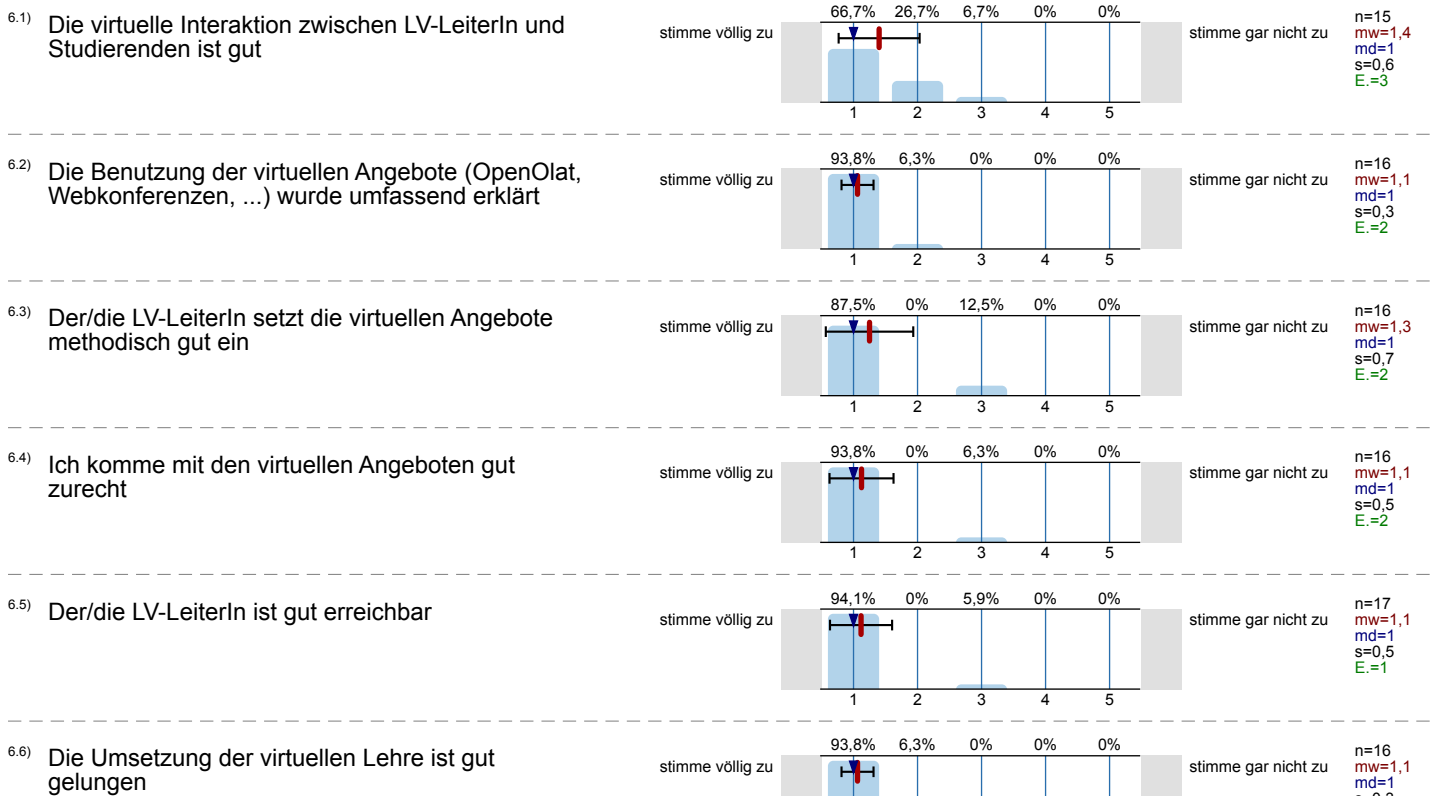 6.1) Die virtuelle Interaktion zwischen LV-LeiterIn und
Studierenden ist gut
stimme völlig zu
66,7% 26,7% 6,7% 0% 0%
1 2 3 4 5
stimme gar nicht zu
n=15
mw=1,4
md=1
s=0,6
E.=3
6.2) Die Benutzung der virtuellen Angebote (OpenOlat,
Webkonferenzen, ...) wurde umfassend erklärt
stimme völlig zu
93,8% 6,3% 0% 0% 0%
1 2 3 4 5
stimme gar nicht zu
n=16
mw=1,1
md=1
s=0,3
E.=2
6.3) Der/die LV-LeiterIn setzt die virtuellen Angebote
methodisch gut ein
stimme völlig zu
87,5% 0% 12,5% 0% 0%
1 2 3 4 5
stimme gar nicht zu
n=16
mw=1,3
md=1
s=0,7
E.=2
6.4) Ich komme mit den virtuellen Angeboten gut
zurecht
stimme völlig zu
93,8% 0% 6,3% 0% 0%
1 2 3 4 5
stimme gar nicht zu
n=16
mw=1,1
md=1
s=0,5
E.=2
6.5) Der/die LV-LeiterIn ist gut erreichbar
stimme völlig zu
94,1% 0% 5,9% 0% 0%
1 2 3 4 5
stimme gar nicht zu
n=17
mw=1,1
md=1
s=0,5
E.=1
6.6) Die Umsetzung der virtuellen Lehre ist gut
gelungen
stimme völlig zu
93,8% 6,3% 0% 0% 0%
stimme gar nicht zu
n=16
mw=1,1
md=1